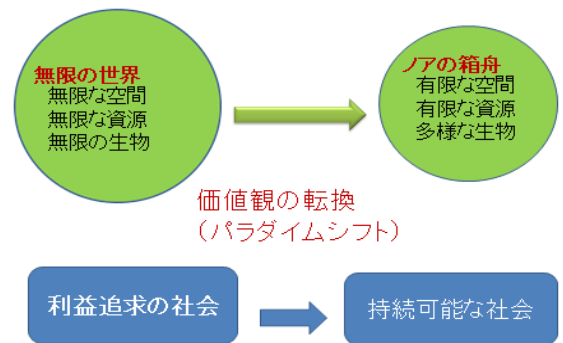 無限の世界
無限な空間
無限な資源
無限の生物
ノアの箱舟
有限な空間
有限な資源
多様な生物
価値観の転換
（パラダイムシフト）
利益追求の社会
持続可能な社会